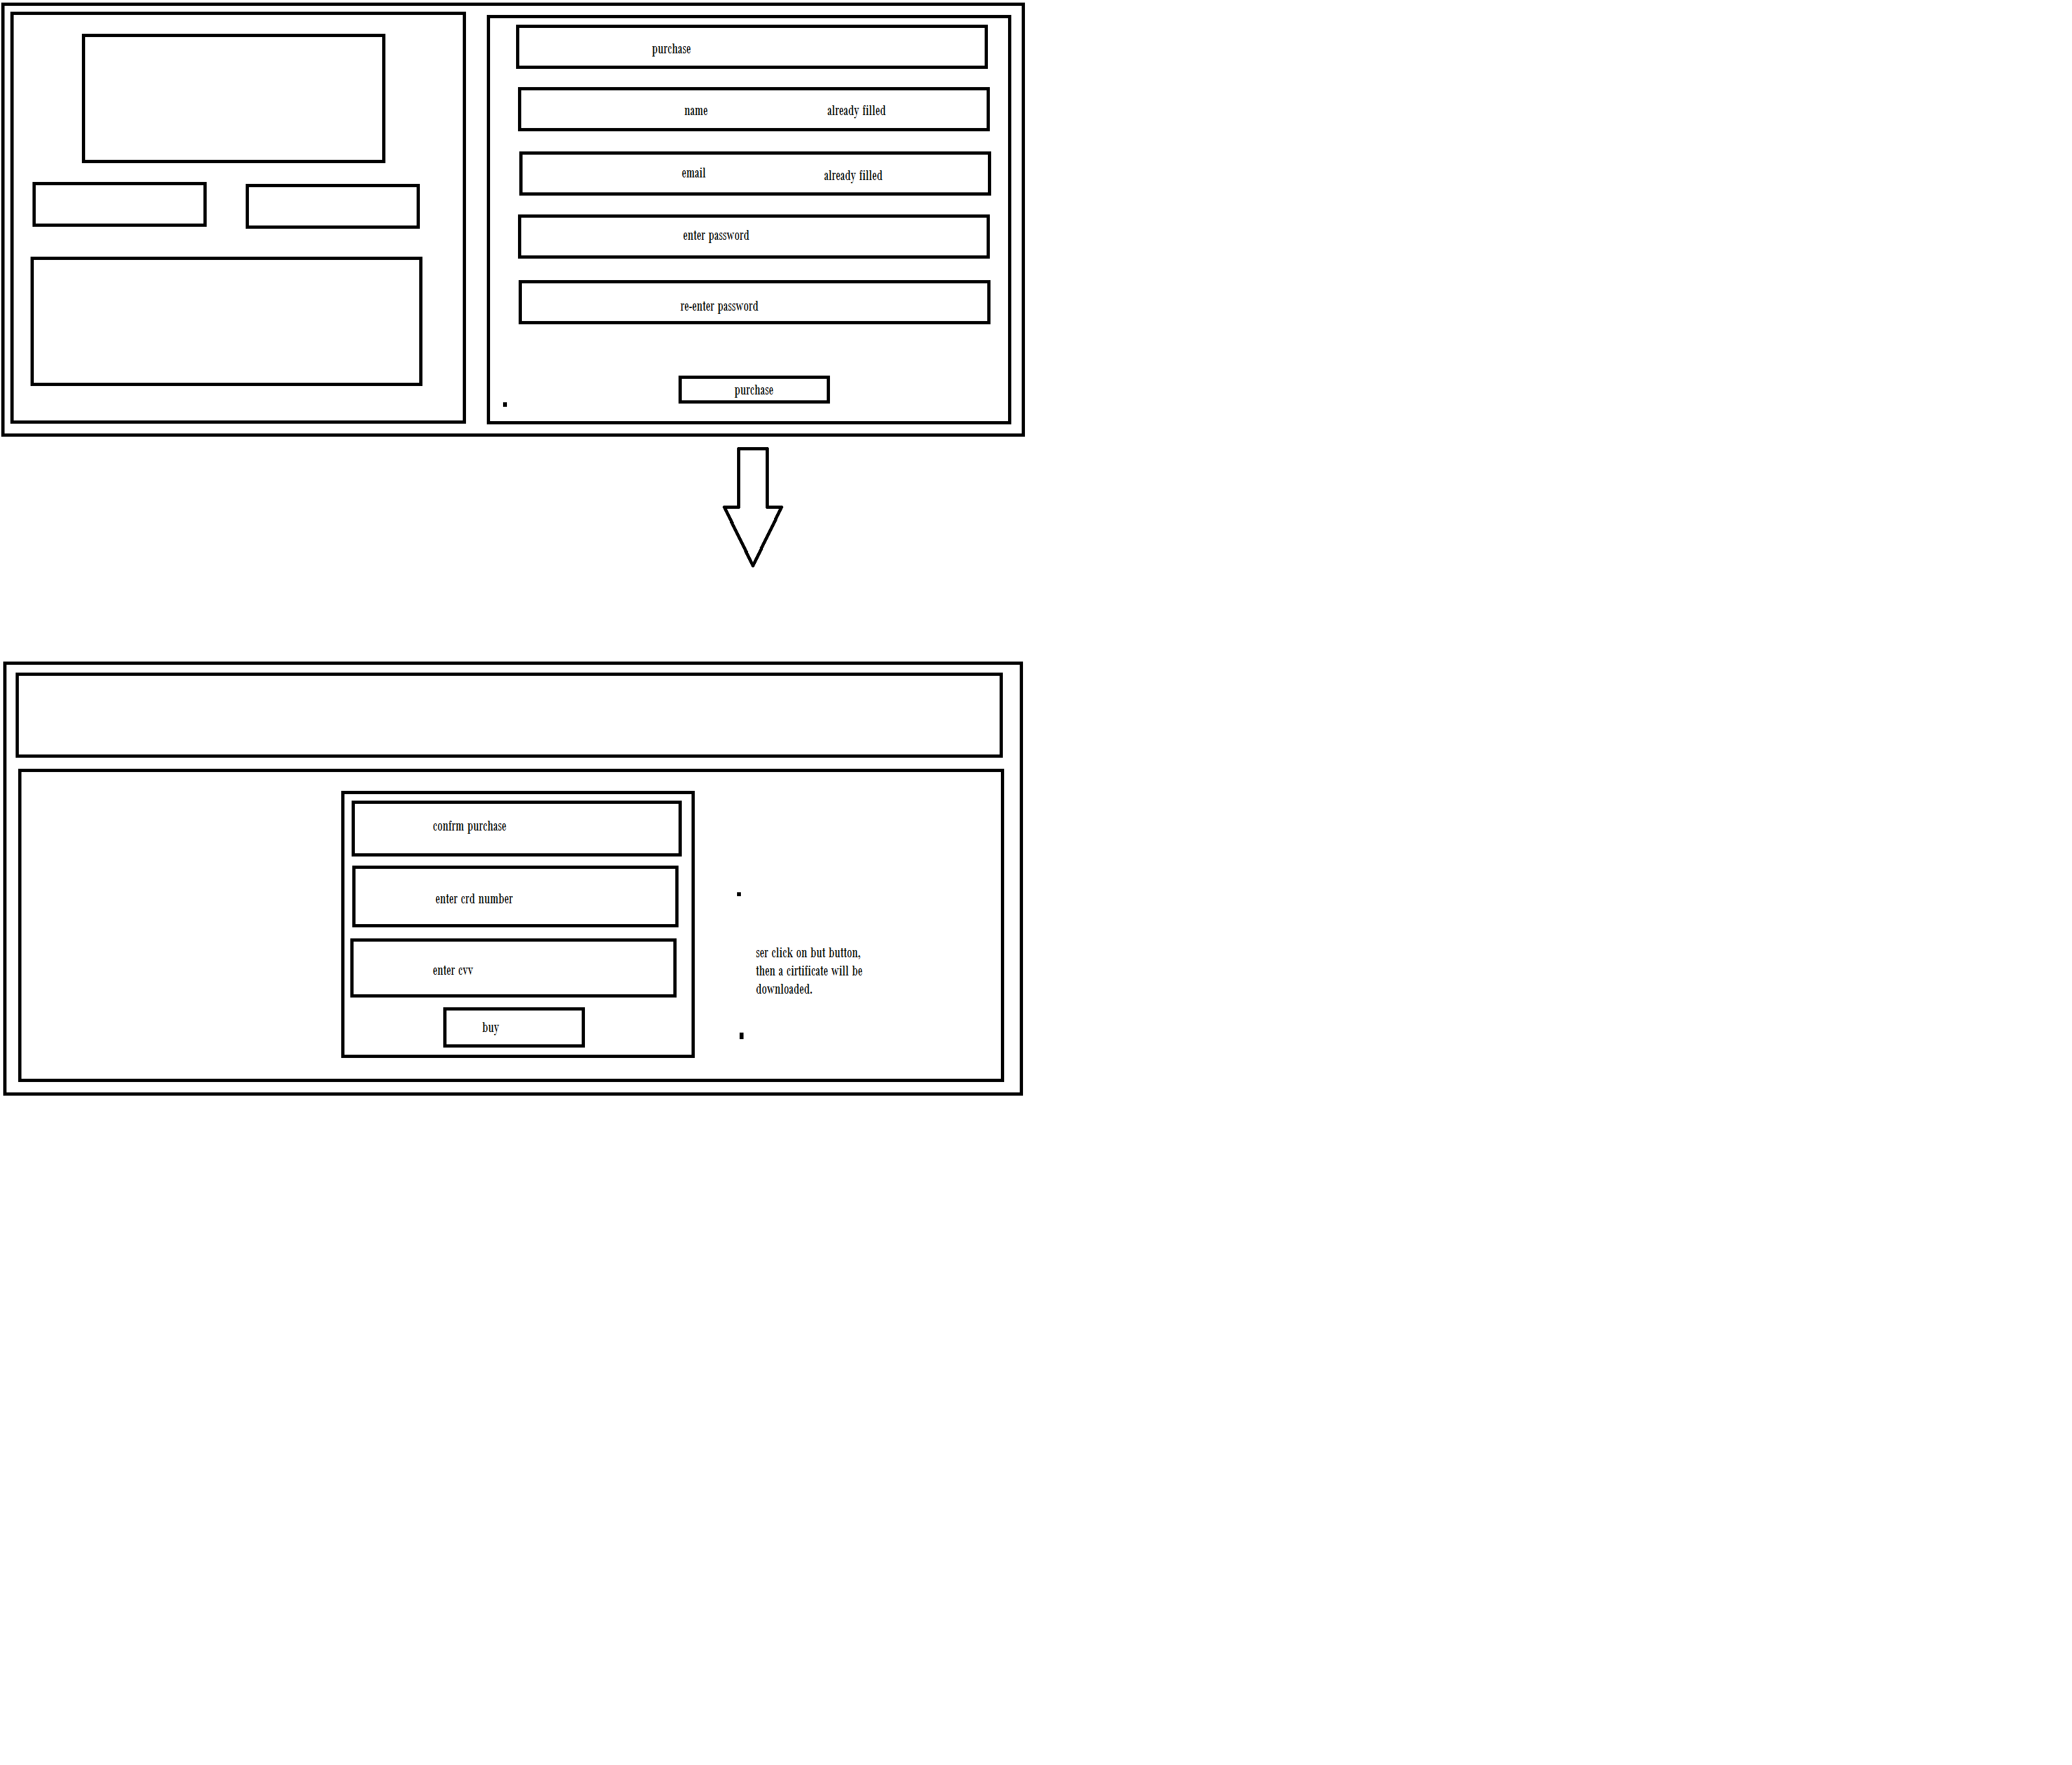 purchase
name already filled
email already filled
enter password
re-enter password
purchase
confrm purchase
enter crd number
enter cvv
buy
ser click on but button,
then a cirtificate will be
downloaded.